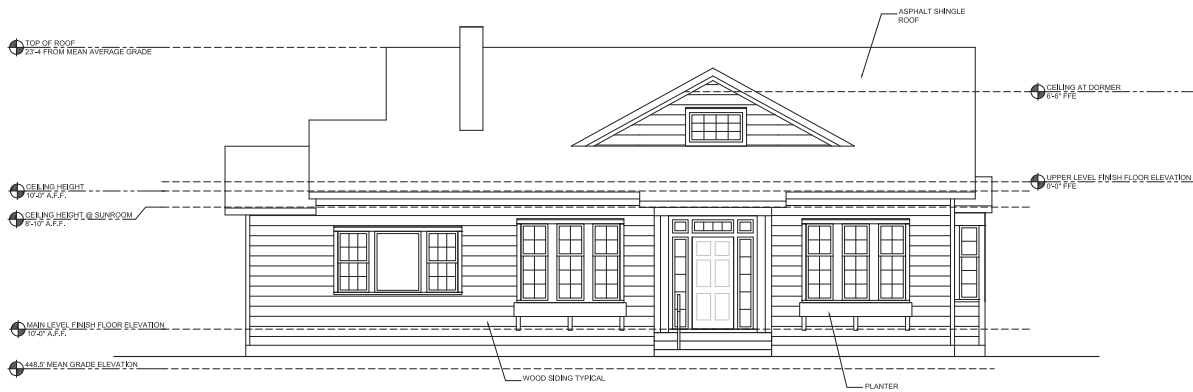 ASPHALT SHINGLE
ROOF
TOP OF ROOF
23'-4 FROM MEAN AVERAGE GRADE
CEILING AT DORMER
6'-6" FFE
UPPER LEVEL FINISH FLOOR ELEVATION
0'-0" FFE
CEILING HEIGHT
10'-0" A.F.F.
CEILING HEIGHT @ SUNROOM
8'-10" A.F.F.
MAIN LEVEL FINISH FLOOR ELEVATION
10'-0" A.F.F.
448.5' MEAN GRADE ELEVATION
WOOD SIDING TYPICAL
PLANTER